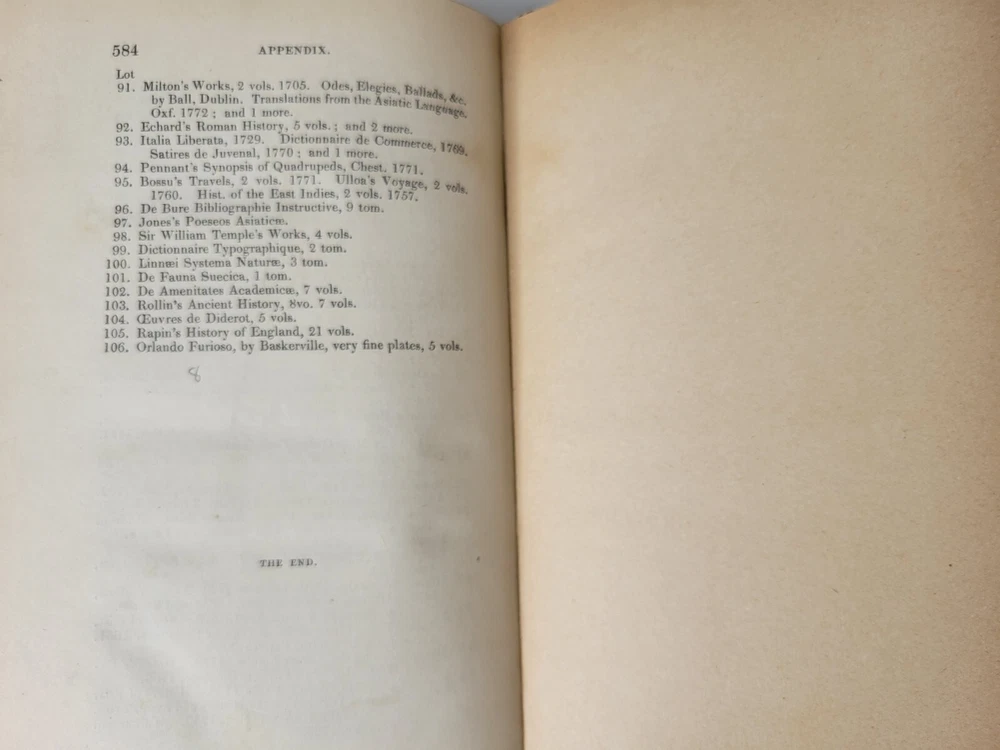 584 APPENDIX.
Lot
91. Milton's Works, 2 vols. 1705. Odes, Elegies, Ballads, &c.
by Ball, Dublin. Translations from the Asiatic Language.
Oxf. 1772 ; and 1 more.
92. Echard's Roman History, 5 vols. ; and 2 more.
93. Italia Liberata, 1729. Dictionnaire de Commerce, 1769.
Satires de Juvenal, 1770 ; and 1 more.
94. Pennant's Synopsis of Quadrupeds, Chest. 1771.
95. Bossu's Travels, 2 vols. 1771. Ulloa's Voyage, 2 vols.
1760. Hist. of the East Indies, 2 vols. 1757.
96. De Bure Bibliographie Instructive, 9 tom.
97. Jones's Poeseos Asiaticæ.
98. Sir William Temple's Works, 4 vols.
99. Dictionnaire Typographique, 2 tom.
100. Linnæi Systema Naturæ, 3 tom.
101. De Fauna Suecica, 1 tom.
102. De Amenitates Academicæ, 7 vols.
103. Rollin's Ancient History, 8vo. 7 vols.
104. Œuvres de Diderot, 5 vols.
105. Rapin's History of England, 21 vols.
106. Orlando Furioso, by Baskerville, very fine plates, 5 vols.
8
THE END.